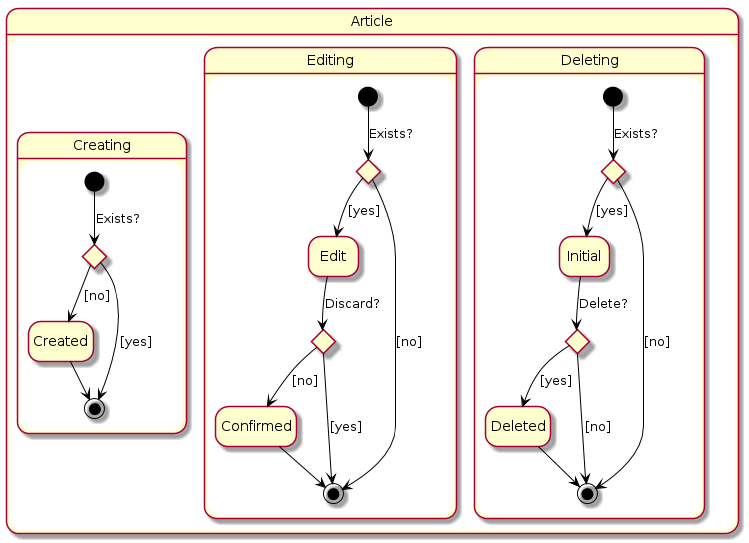 Article
Creating
Exists?
[no]
Created
[yes]
Editing
Exists?
[yes]
Edit
Discard?
[no]
[no]
Confirmed
[yes]
Deleting
Exists?
[yes]
Initial
Delete?
[no]
[yes]
Deleted
[no]